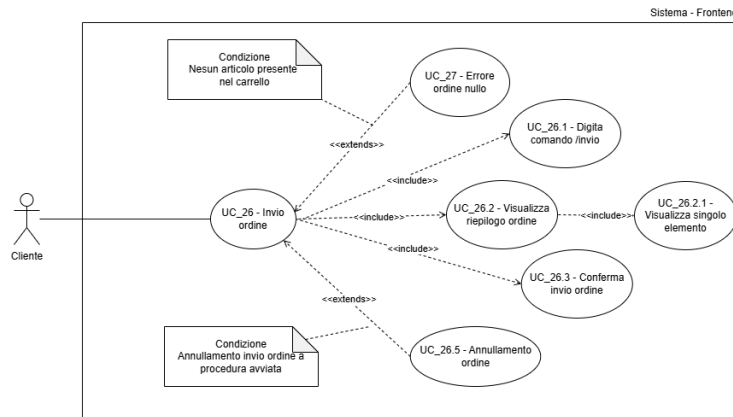 Sistema - Frontend
Condizione
Nessun articolo presente
nel carrello
UC_27 - Errore
ordine nullo
<<extends>>
UC_26.1 - Digita
comando /invio
<<include>>
UC_26 - Invio
ordine
<<include>>
UC_26.2 - Visualizza
riepilogo ordine
<<include>>
UC_26.2.1 -
Visualizza singolo
elemento
Cliente
<<include>>
UC_26.3 - Conferma
invio ordine
<<extends>>
Condizione
Annullamento invio ordine a
procedura avviata
UC_26.5 - Annullamento
ordine